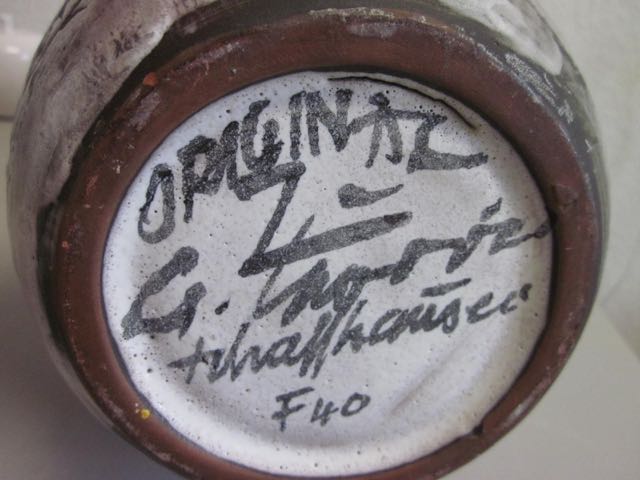 ORIGINAL
G.
schaffhausen
F40